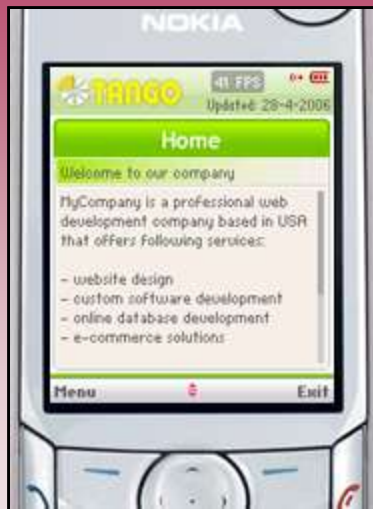 NOKIA
TANGO
41 FPS
Updated: 28-4-2006
Home
Welcome to our company
MyCompany is a professional web
development company based in USA
that offers following services:
- website design
- custom software development
- online database development
- e-commerce solutions
Menu
Exit